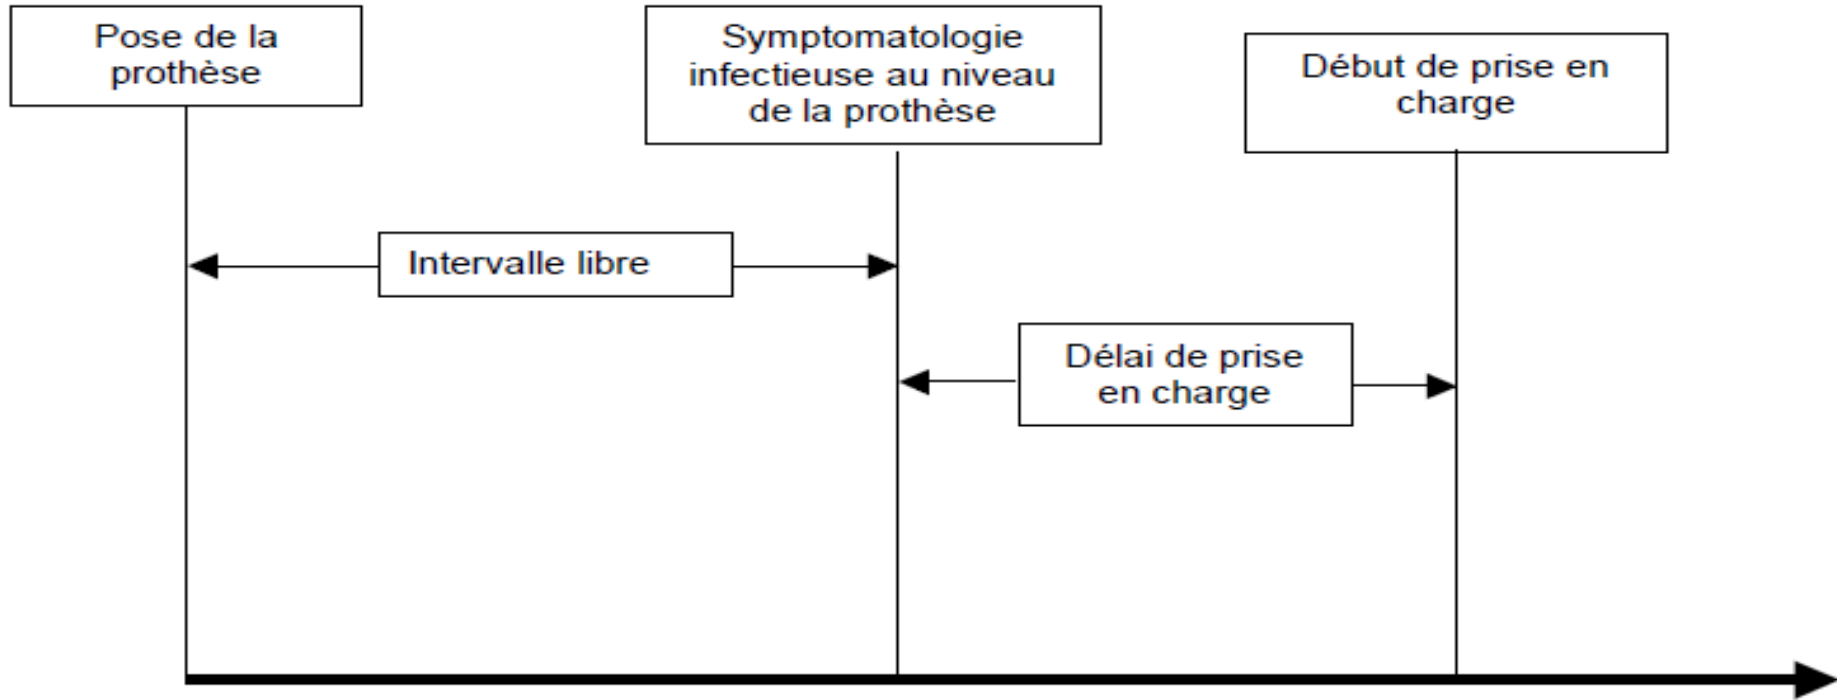 Pose de la
prothèse
Symptomatologie
infectieuse au niveau
de la prothèse
Début de prise en
charge
Intervalle libre
Délai de prise
en charge